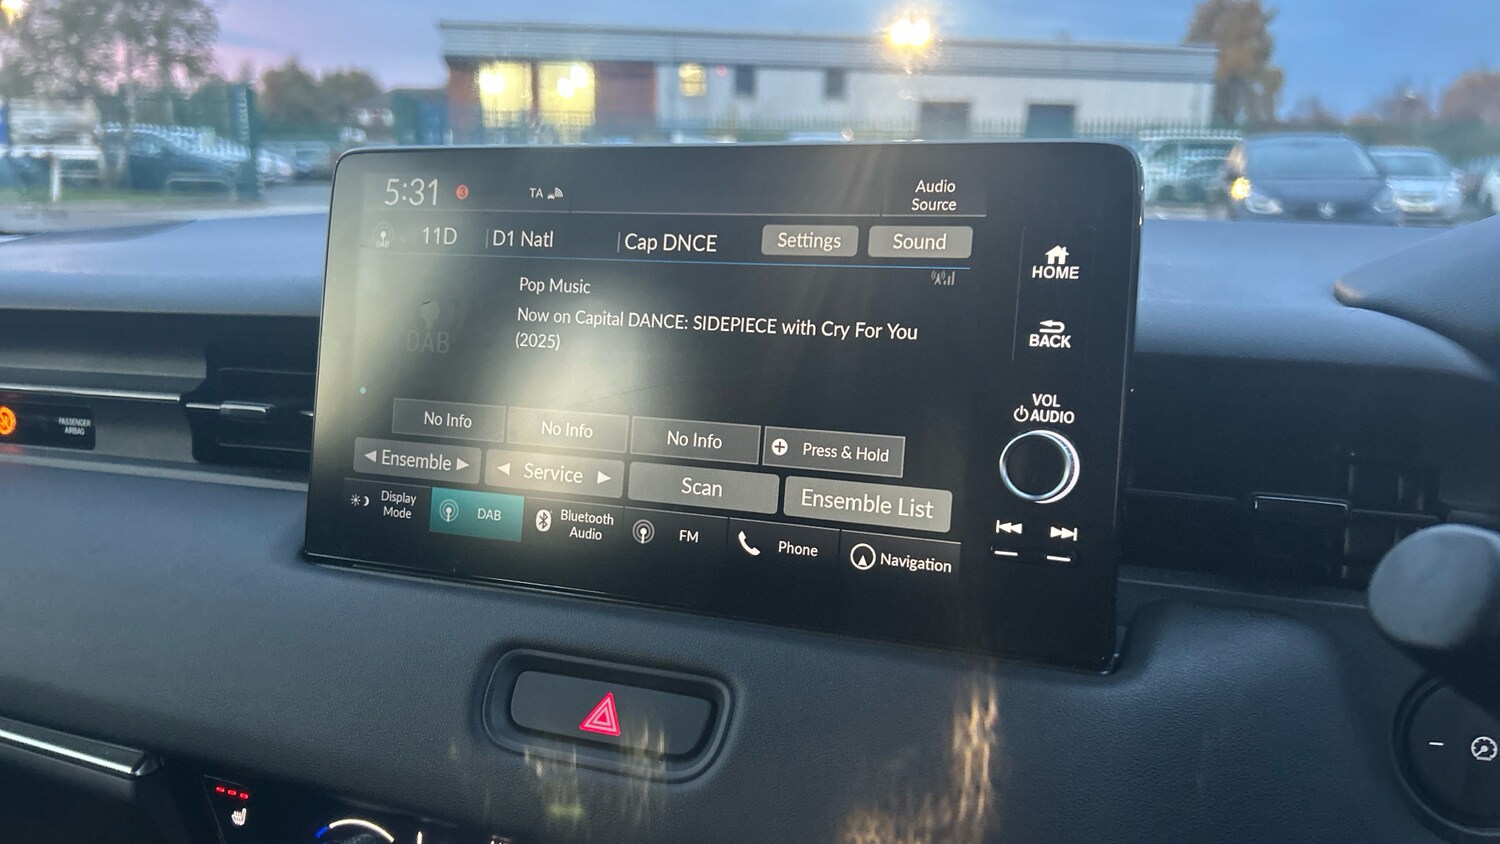 5:31
3
TA
Audio
Source
DAB
11D
D1 Natl
Cap DNCE
Settings
Sound
Pop Music
Now on Capital DANCE: SIDEPIECE with Cry For You
(2025)
DAB
No Info
No Info
No Info
Press & Hold
Ensemble
Service
Scan
Ensemble List
Display
Mode
DAB
Bluetooth
Audio
FM
Phone
Navigation
HOME
BACK
VOL
AUDIO
PASSENGER
AIRBAG